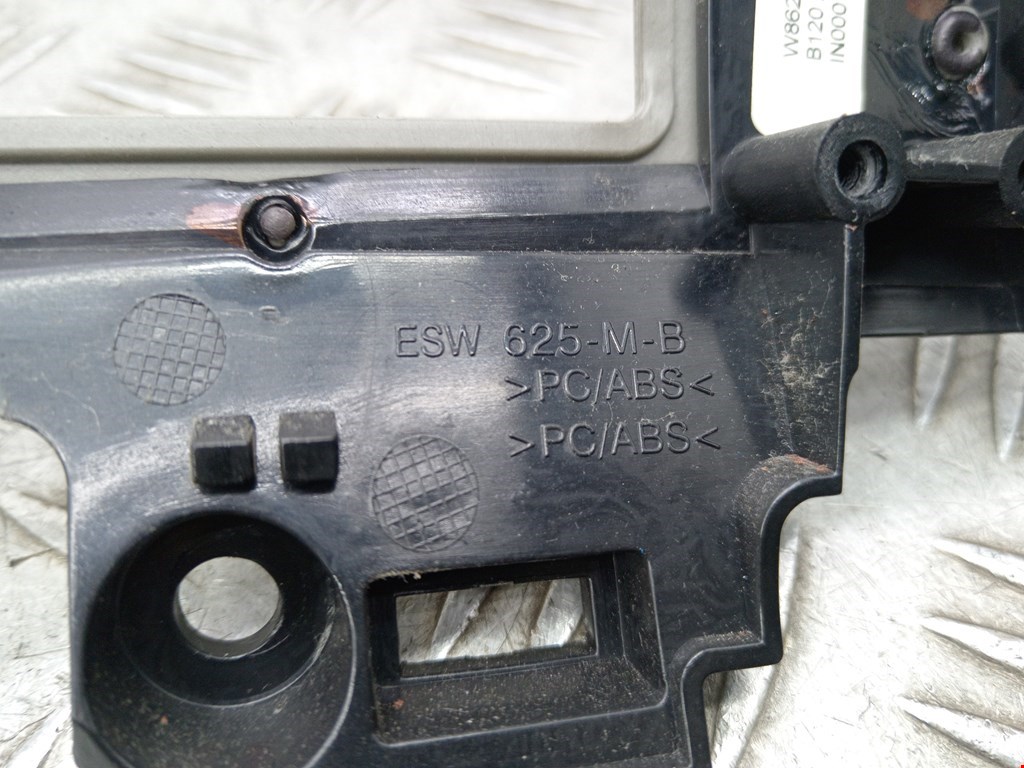 W862
B120
IN000
ESW 625-M-B
>PC/ABS<
>PC/ABS<